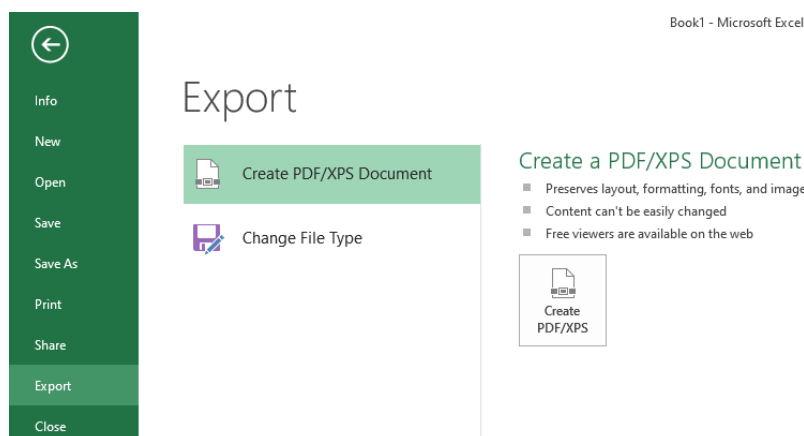 Book1 - Microsoft Excel
Info
New
Open
Save
Save As
Print
Share
Export
Close
Export
Create PDF/XPS Document
Change File Type
Create a PDF/XPS Document
Preserves layout, formatting, fonts, and image
Content can't be easily changed
Free viewers are available on the web
Create
PDF/XPS